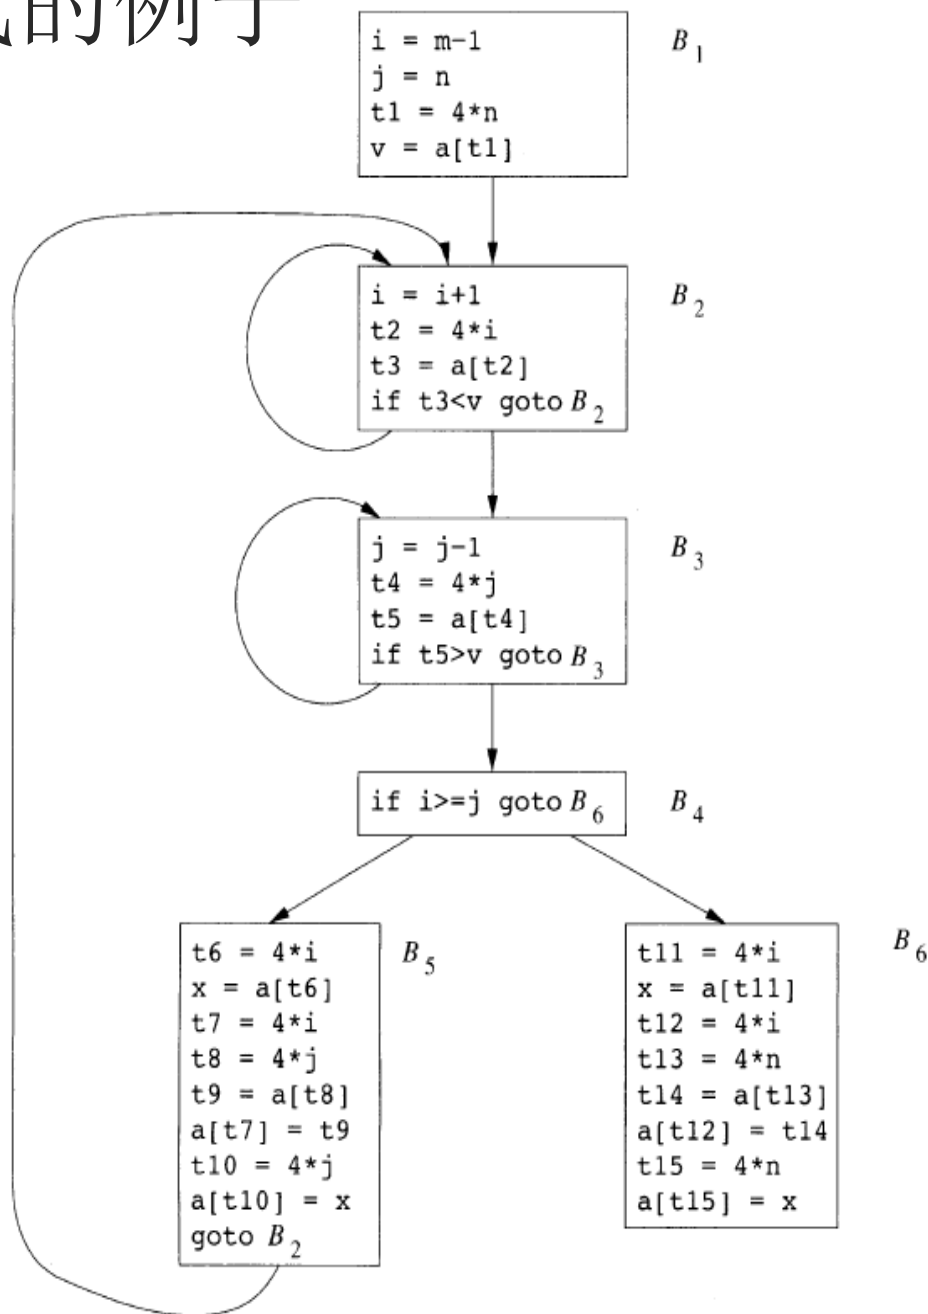 的例子
i = m-1
j = n
t1 = 4*n
v = a[t1]
B1
i = i+1
t2 = 4*i
t3 = a[t2]
if t3<v goto B2
B2
j = j-1
t4 = 4*j
t5 = a[t4]
if t5>v goto B3
B3
if i>=j goto B6
B4
t6 = 4*i
x = a[t6]
t7 = 4*i
t8 = 4*j
t9 = a[t8]
a[t7] = t9
t10 = 4*j
a[t10] = x
goto B2
B5
t11 = 4*i
x = a[t11]
t12 = 4*i
t13 = 4*n
t14 = a[t13]
a[t12] = t14
t15 = 4*n
a[t15] = x
B6